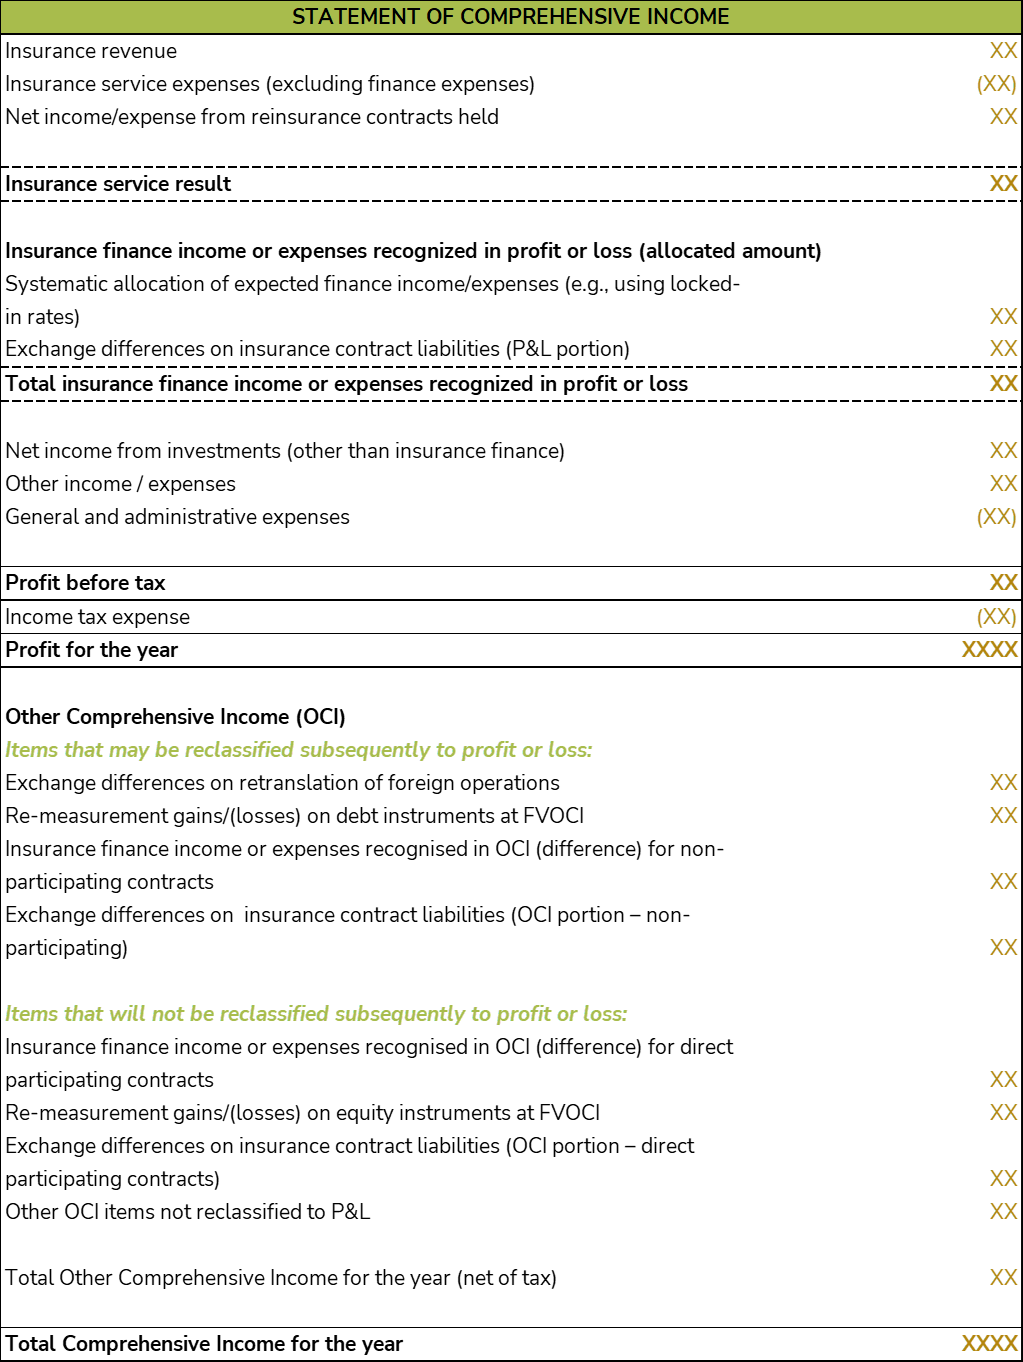 STATEMENT OF COMPREHENSIVE INCOME
Insurance revenue XX
Insurance service expenses (excluding finance expenses) (XX)
Net income/expense from reinsurance contracts held XX
Insurance service result XX
Insurance finance income or expenses recognized in profit or loss (allocated amount)
Systematic allocation of expected finance income/expenses (e.g., using locked-
in rates) XX
Exchange differences on insurance contract liabilities (P&L portion) XX
Total insurance finance income or expenses recognized in profit or loss XX
Net income from investments (other than insurance finance) XX
Other income / expenses XX
General and administrative expenses (XX)
Profit before tax XX
Income tax expense (XX)
Profit for the year XXXX
Other Comprehensive Income (OCI)
Items that may be reclassified subsequently to profit or loss:
Exchange differences on retranslation of foreign operations XX
Re-measurement gains/(losses) on debt instruments at FVOCI XX
Insurance finance income or expenses recognised in OCI (difference) for non-
participating contracts XX
Exchange differences on  insurance contract liabilities (OCI portion – non-
participating) XX
Items that will not be reclassified subsequently to profit or loss:
Insurance finance income or expenses recognised in OCI (difference) for direct
participating contracts XX
Re-measurement gains/(losses) on equity instruments at FVOCI XX
Exchange differences on insurance contract liabilities (OCI portion – direct
participating contracts) XX
Other OCI items not reclassified to P&L XX
Total Other Comprehensive Income for the year (net of tax) XX
Total Comprehensive Income for the year XXXX